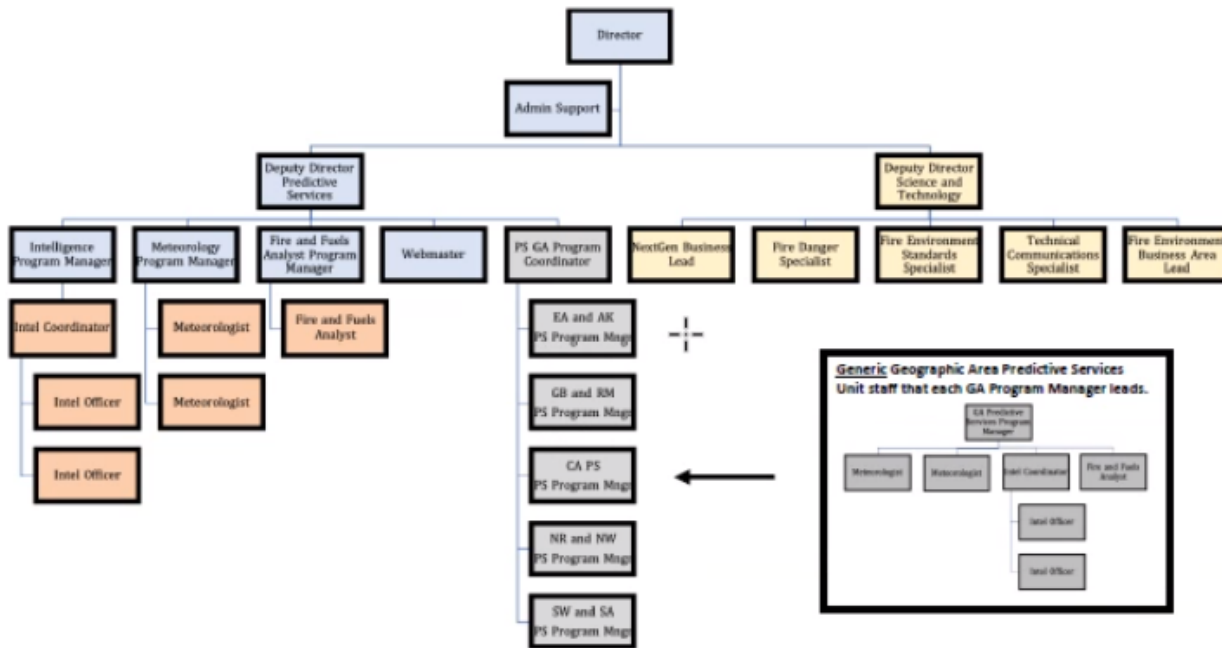 Director
Admin Support
Deputy Director
Predictive
Services
Deputy Director
Science and
Technology
Intelligence
Program Manager
Meteorology
Program Manager
Fire and Fuels
Analyst Program
Manager
Webmaster
PS GA Program
Coordinator
NextGen Business
Lead
Fire Danger
Specialist
Fire Environment
Standards
Specialist
Technical
Communications
Specialist
Fire Environment
Business Area
Lead
Intel Coordinator
Intel Officer
Intel Officer
Meteorologist
Meteorologist
Fire and Fuels
Analyst
EA and AK
PS Program Mngr
GB and RM
PS Program Mngr
CA PS
PS Program Mngr
NR and NW
PS Program Mngr
SW and SA
PS Program Mngr
Generic Geographic Area Predictive Services
Unit staff that each GA Program Manager leads.
GA Predictive
Services Program
Manager
Meteorologist
Meteorologist
Intel Coordinator
Fire and Fuels
Analyst
Intel Officer
Intel Officer